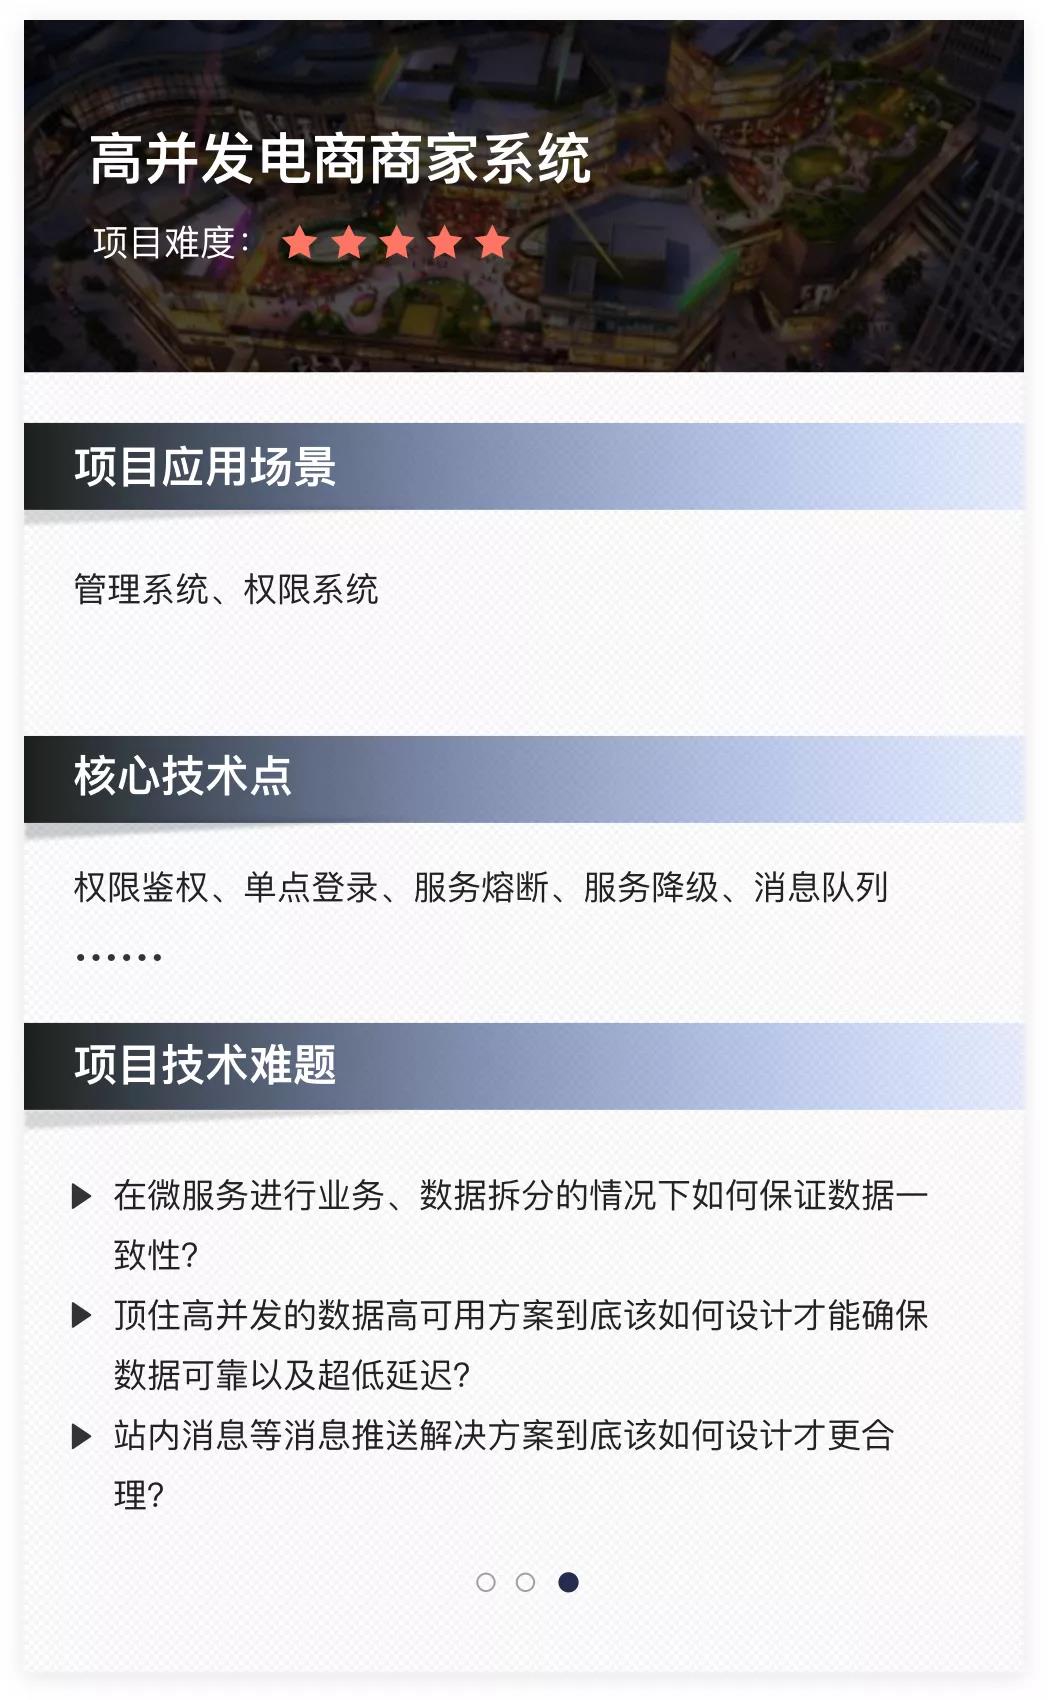 高并发电商商家系统
项目难度：
项目应用场景
管理系统、权限系统
核心技术点
权限鉴权、单点登录、服务熔断、服务降级、消息队列
······
项目技术难题
在微服务进行业务、数据拆分的情况下如何保证数据一
致性?
顶住高并发的数据高可用方案到底该如何设计才能确保
数据可靠以及超低延迟?
站内消息等消息推送解决方案到底该如何设计才更合
理?